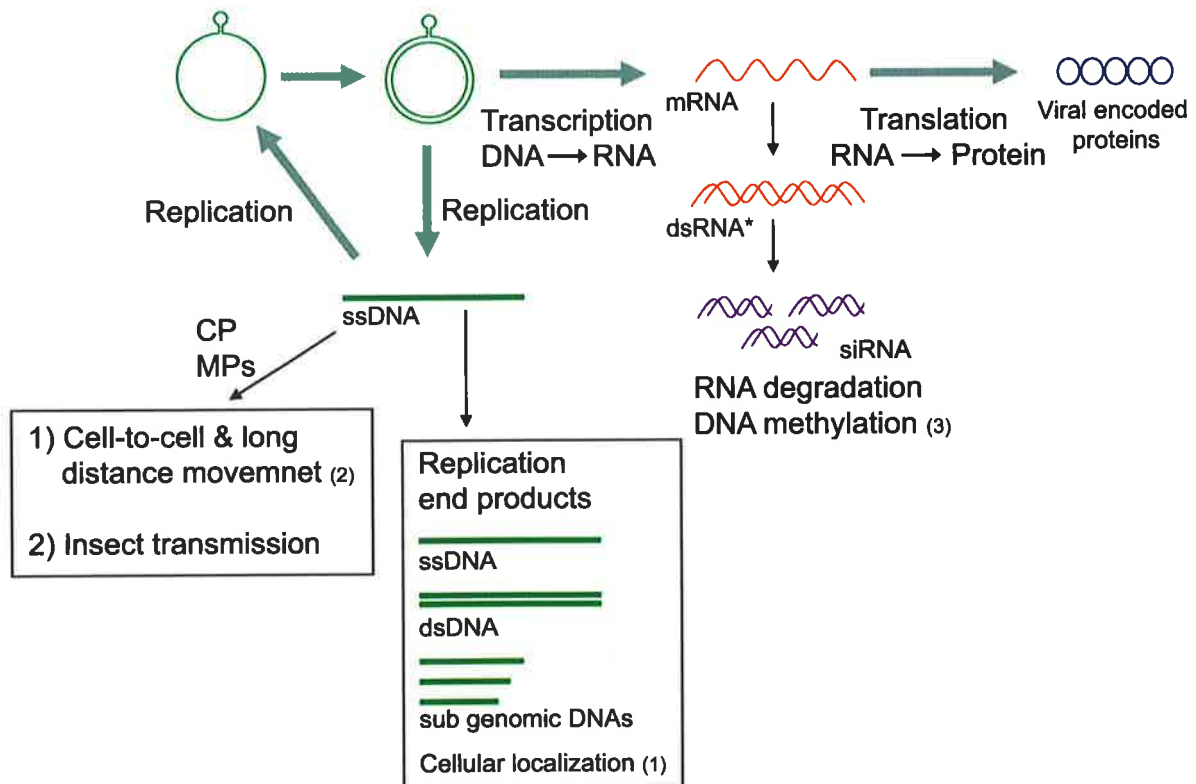 mRNA
Viral encoded
proteins
Transcription
DNA → RNA
Translation
RNA → Protein
Replication
Replication
dsRNA*
ssDNA
siRNA
CP
MPs
RNA degradation
DNA methylation (3)
1) Cell-to-cell & long
distance movemnet (2)
2) Insect transmission
Replication
end products
ssDNA
dsDNA
sub genomic DNAs
Cellular localization (1)